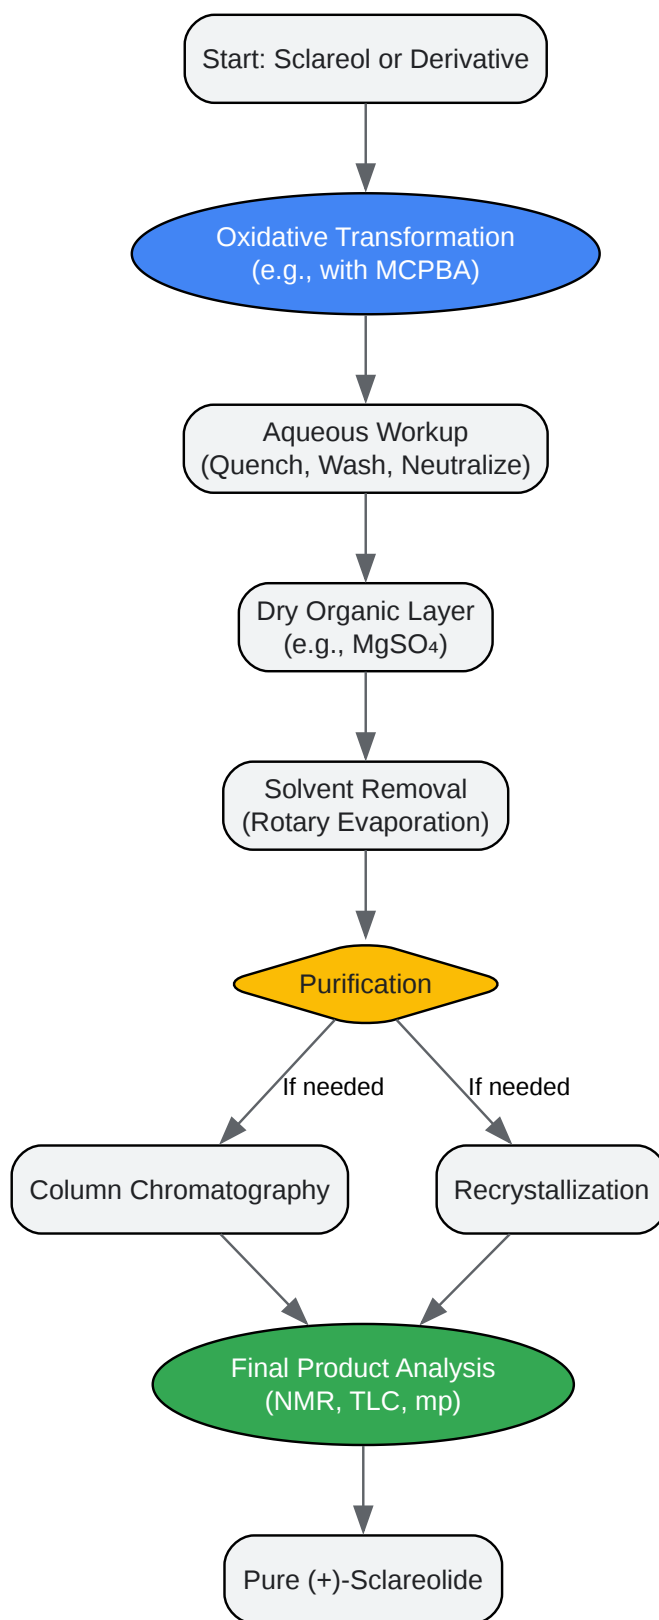 Start: Sclareol or Derivative
Oxidative Transformation
(e.g., with MCPBA)
Aqueous Workup
(Quench, Wash, Neutralize)
Dry Organic Layer
(e.g., MgSO₄)
Solvent Removal
(Rotary Evaporation)
Purification
If needed
If needed
Column Chromatography
Recrystallization
Final Product Analysis
(NMR, TLC, mp)
Pure (+)-Sclareolide